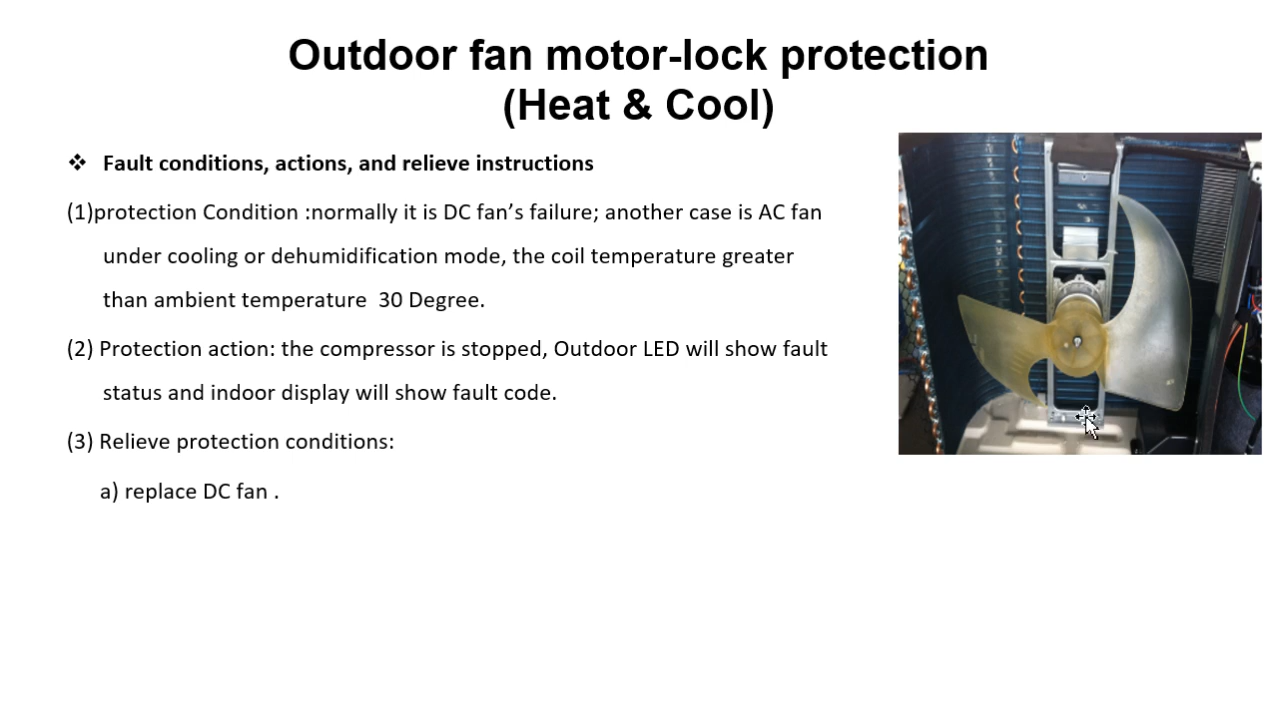 Outdoor fan motor-lock protection
(Heat & Cool)
❖ Fault conditions, actions, and relieve instructions
(1)protection Condition :normally it is DC fan’s failure; another case is AC fan
under cooling or dehumidification mode, the coil temperature greater
than ambient temperature  30 Degree.
(2) Protection action: the compressor is stopped, Outdoor LED will show fault
status and indoor display will show fault code.
(3) Relieve protection conditions:
a) replace DC fan .